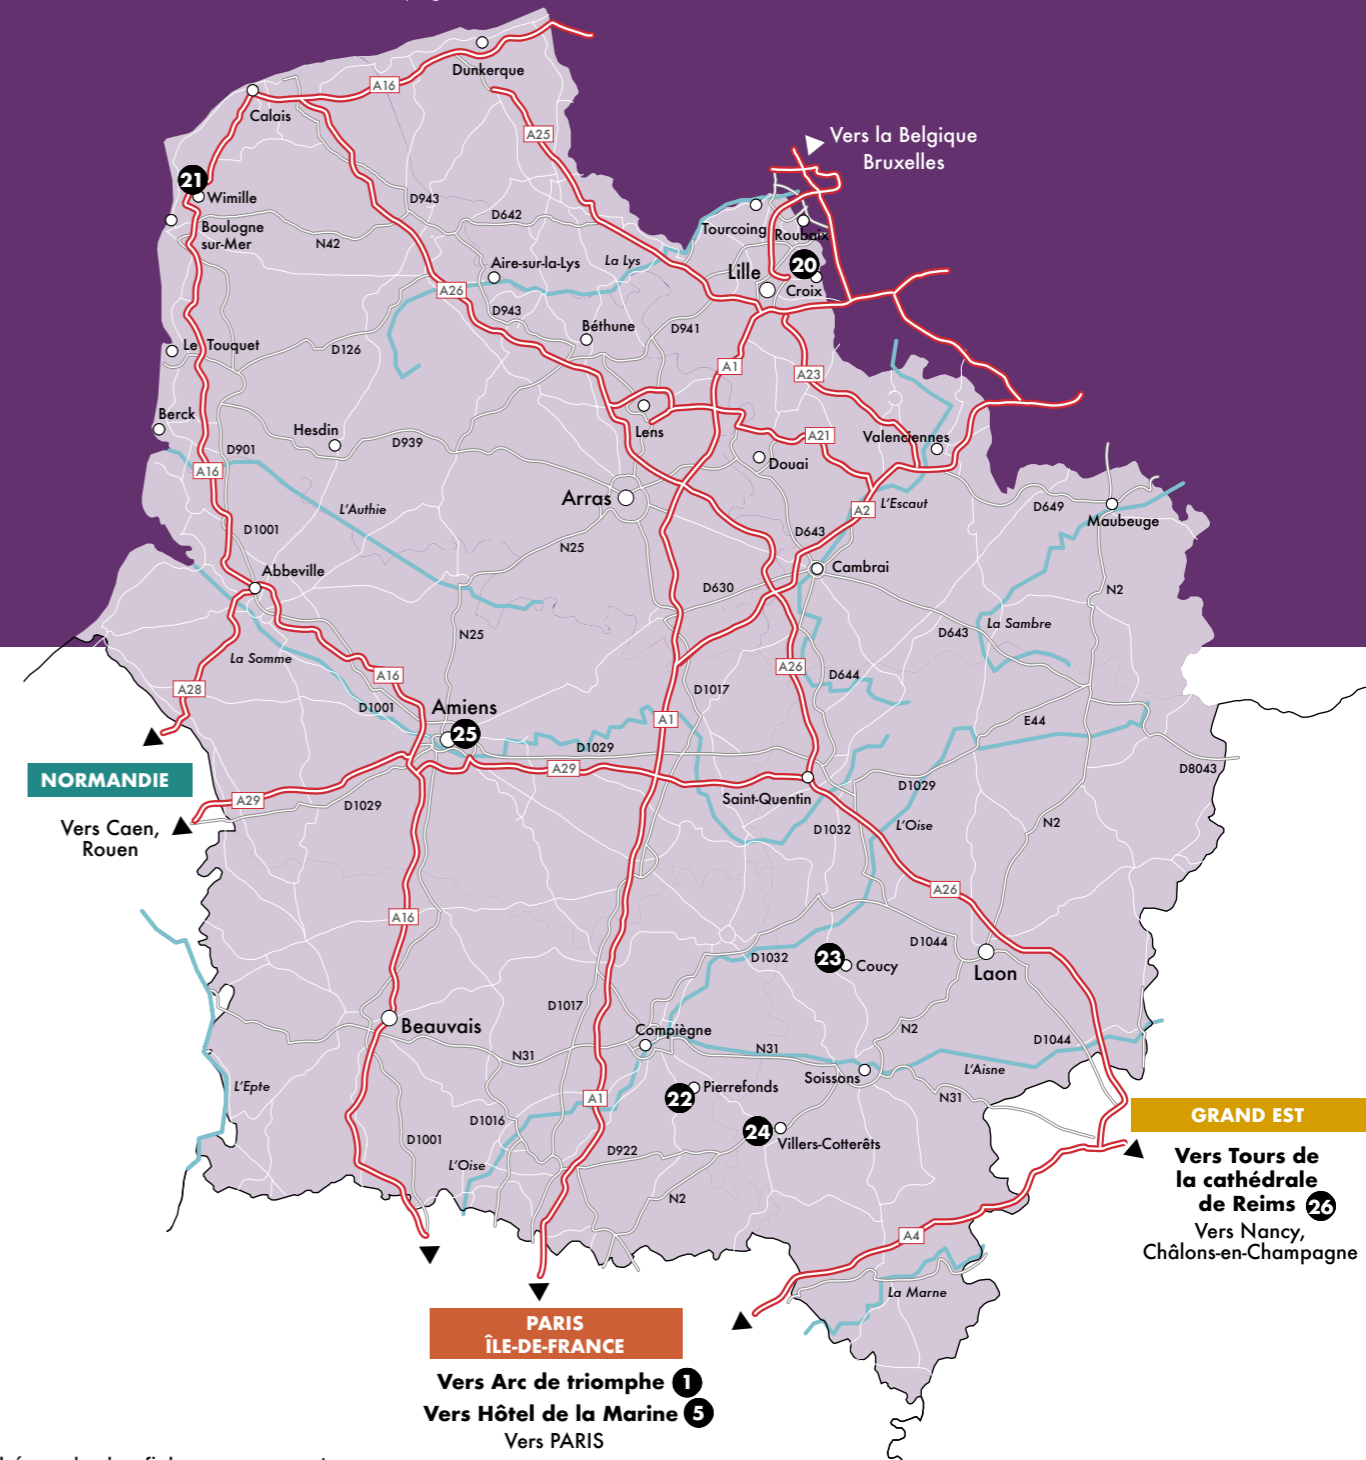 Dunkerque
A16
Calais
A25
Vers la Belgique
Bruxelles
21
Wimille
D943
D642
Boulogne
sur-Mer
N42
Tourcoing
Roubaix
Aire-sur-la-Lys
La Lys
Lille
20
Croix
A26
D943
Béthune
D941
Le Touquet
D126
A1
A23
Berck
Hesdin
D939
Lens
A21
Valenciennes
D901
Douai
A16
L'Authie
Arras
L'Escaut
A2
D649
Maubeuge
D1001
D643
N25
Abbeville
Cambrai
D630
N2
La Sambre
N25
D643
La Somme
A16
A26
D644
A28
D1017
D1001
Amiens
25
A1
E44
D1029
NORMANDIE
A29
D8043
A29
D1029
Saint-Quentin
D1029
Vers Caen,
Rouen
D1032
L'Oise
N2
A26
A16
D1044
D1032
23
Coucy
Laon
D1017
Beauvais
Compiègne
N2
D1044
N31
N31
L'Epte
Soissons
L'Aisne
22
Pierrefonds
A1
N31
D1016
24
Villers-Cotterêts
D1001
D922
L'Oise
N2
GRAND EST
Vers Tours de
la cathédrale
de Reims 26
Vers Nancy,
Châlons-en-Champagne
A4
La Marne
PARIS
ÎLE-DE-FRANCE
Vers Arc de triomphe 1
Vers Hôtel de la Marine 5
Vers PARIS